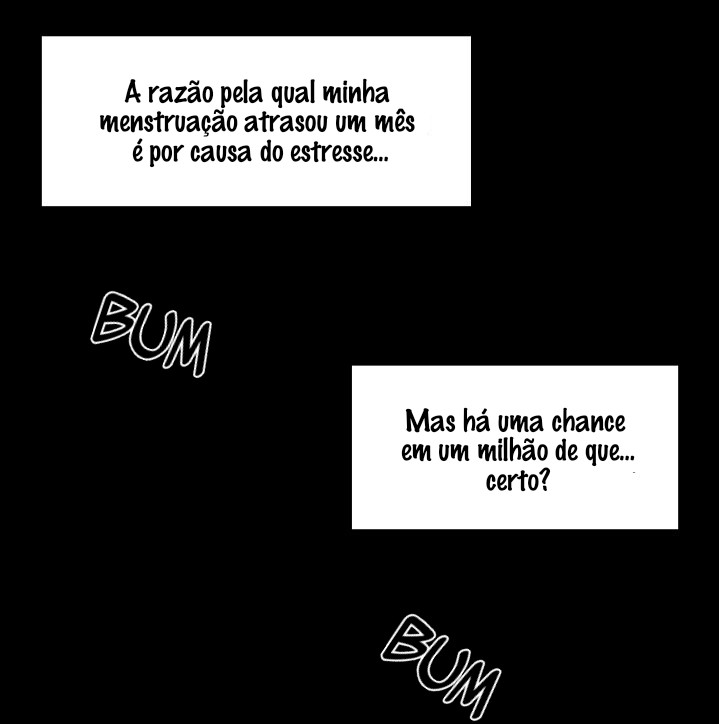 A razão pela qual minha
menstruação atrasou um mês
é por causa do estresse...
BUM
Mas há uma chance
em um milhão de que...
certo?
BUM